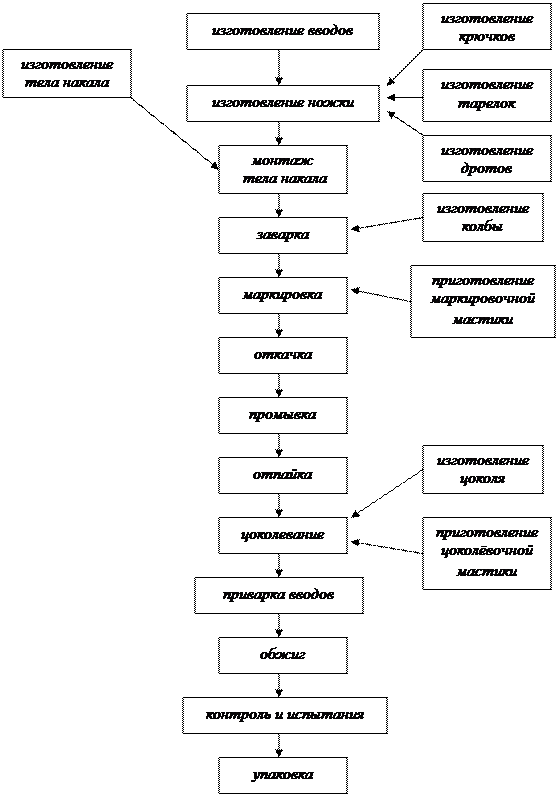 изготовление вводов
изготовление
крючков
изготовление
тела накала
изготовление ножки
изготовление
тарелок
монтаж
тела накала
изготовление
дротов
заварка
изготовление
колбы
маркировка
приготовление
маркировочной
мастики
откачка
промывка
отпайка
изготовление
цоколя
цоколевание
приготовление
цоколёвочной
мастики
приварка вводов
обжиг
контроль и испытания
упаковка